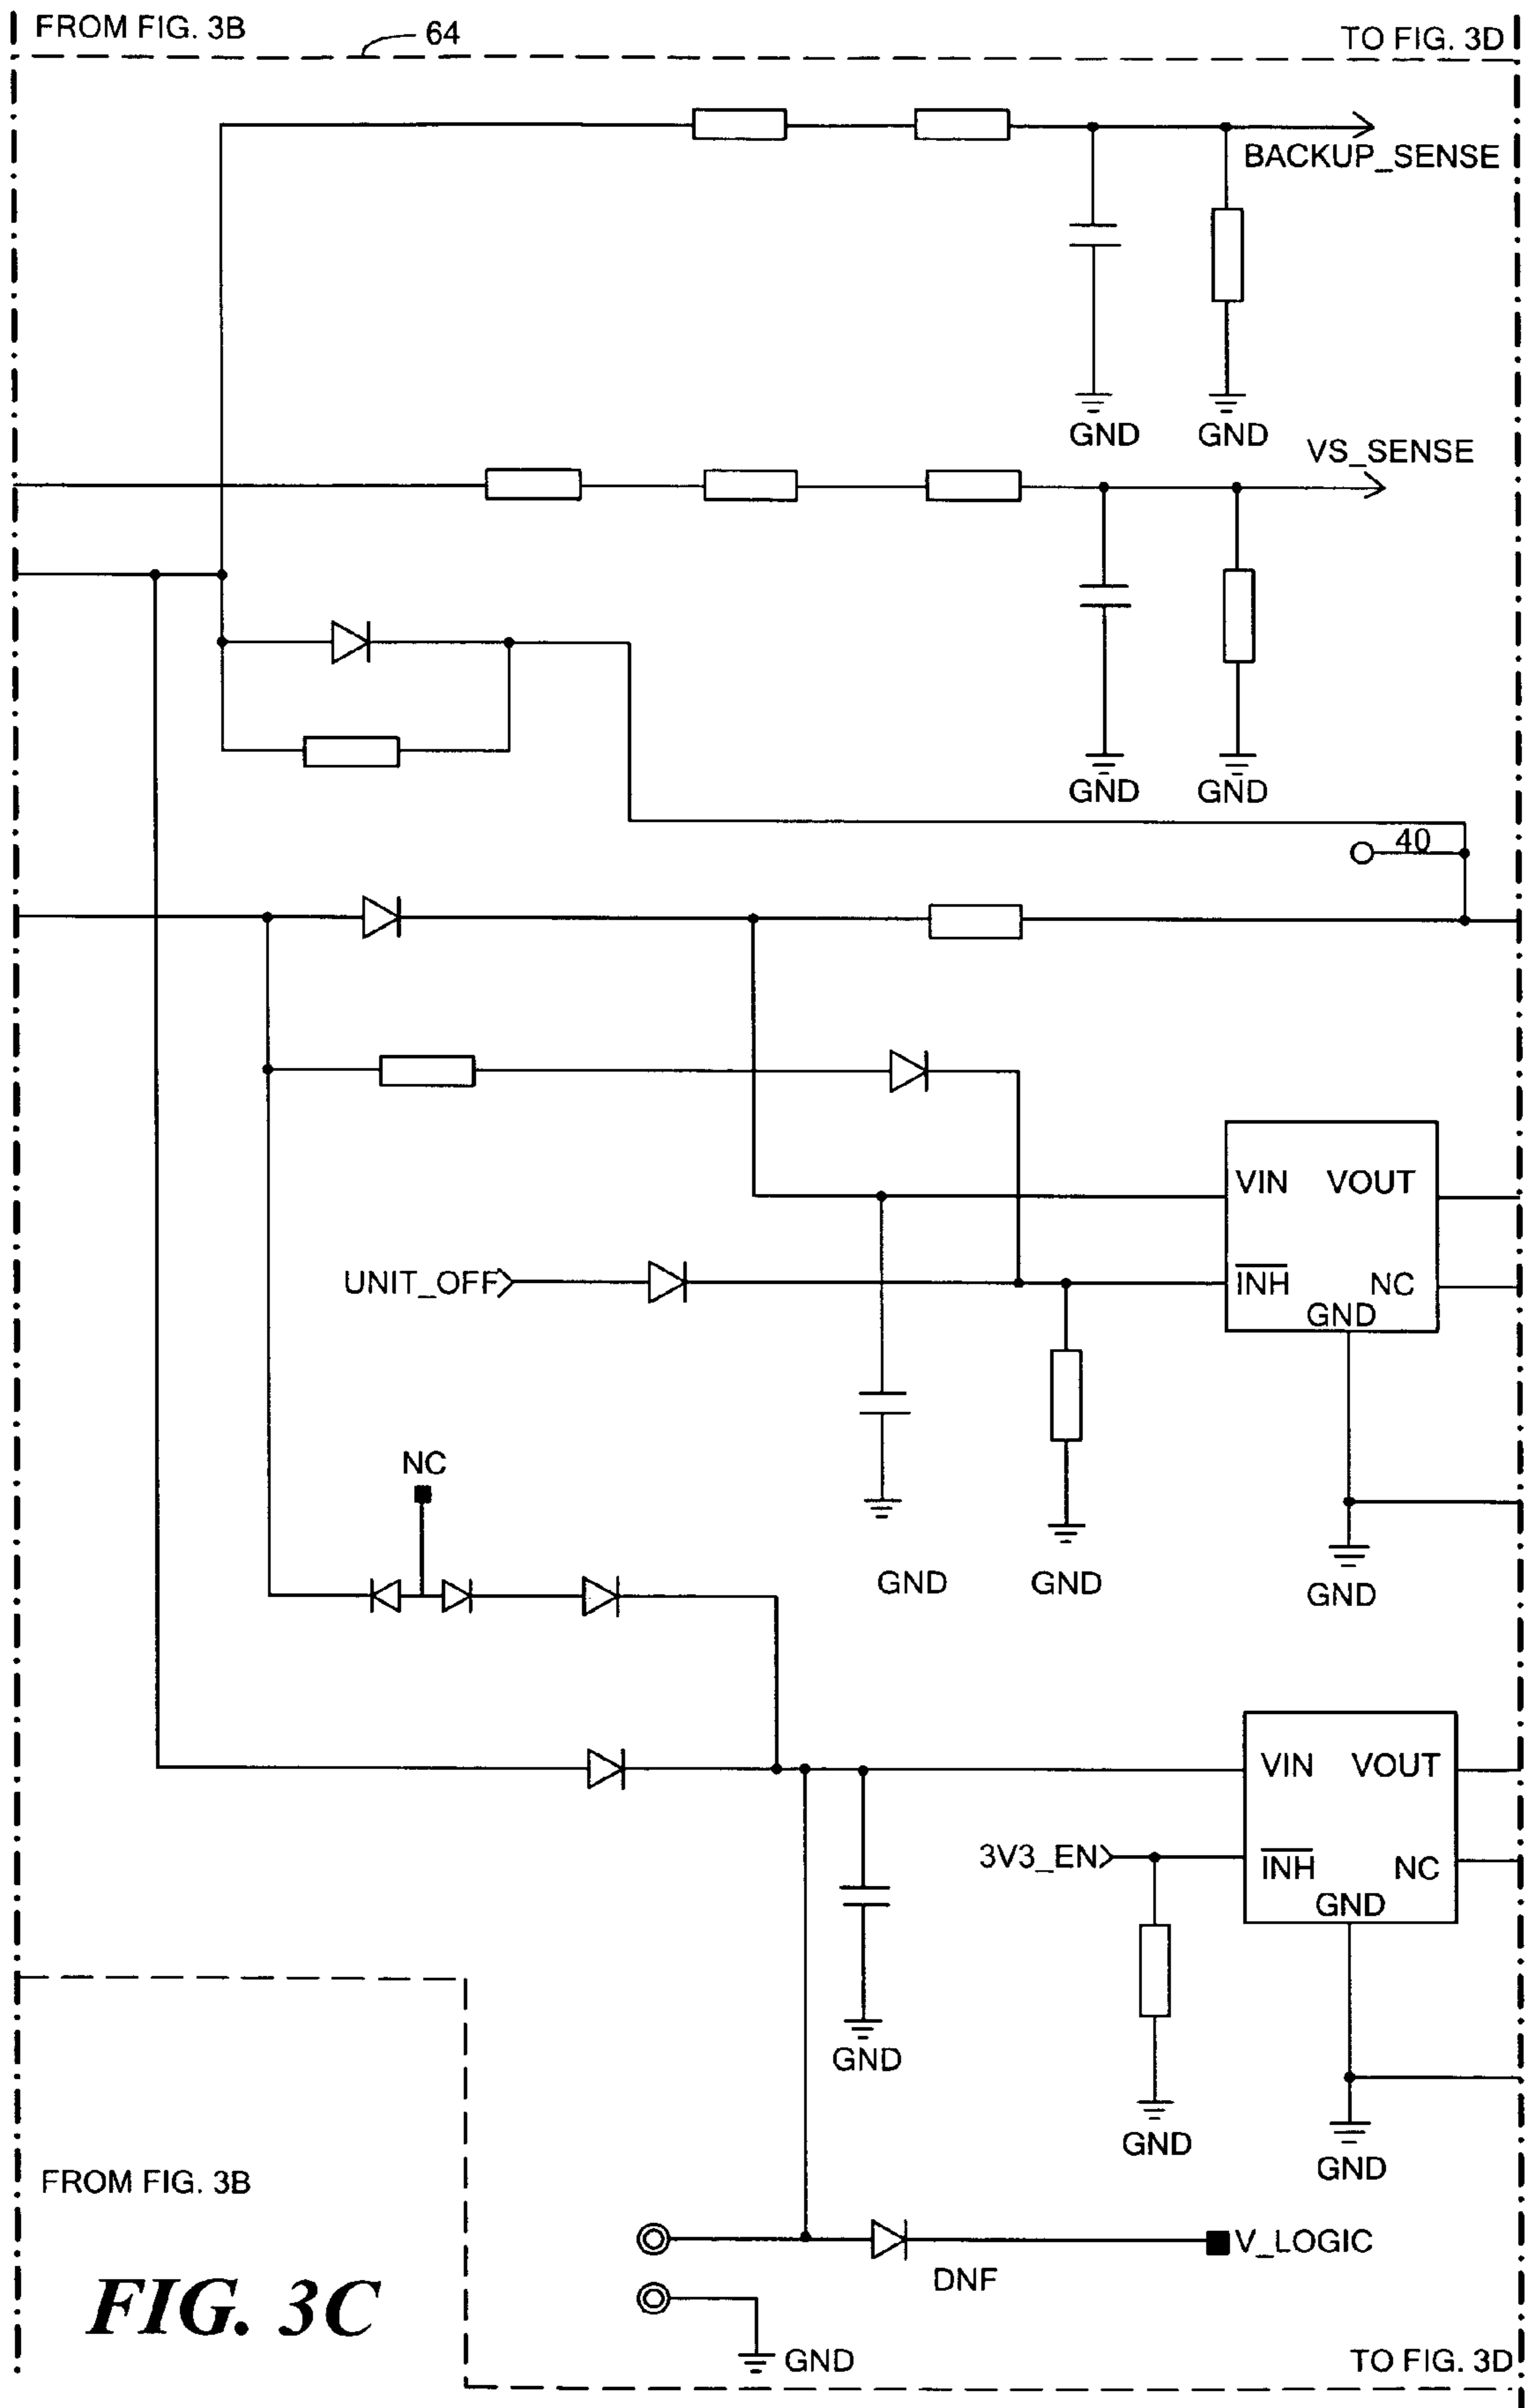 FROM FIG. 3B
64
TO FIG. 3D
BACKUP_SENSE
GND
GND
VS_SENSE
GND
GND
40
VIN
VOUT
UNIT_OFF
INH
NC
GND
NC
GND
GND
GND
VIN
VOUT
3V3_EN
INH
NC
GND
GND
GND
GND
FROM FIG. 3B
V_LOGIC
DNF
FIG. 3C
GND
TO FIG. 3D